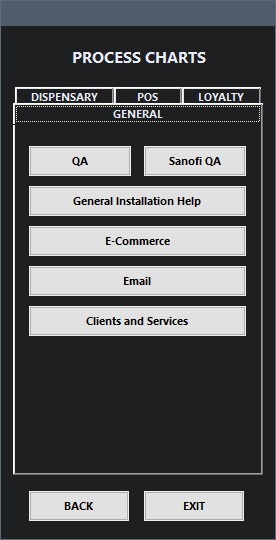 PROCESS CHARTS
DISPENSARY POS LOYALTY
GENERAL
QA Sanofi QA
General Installation Help
E-Commerce
Email
Clients and Services
BACK EXIT